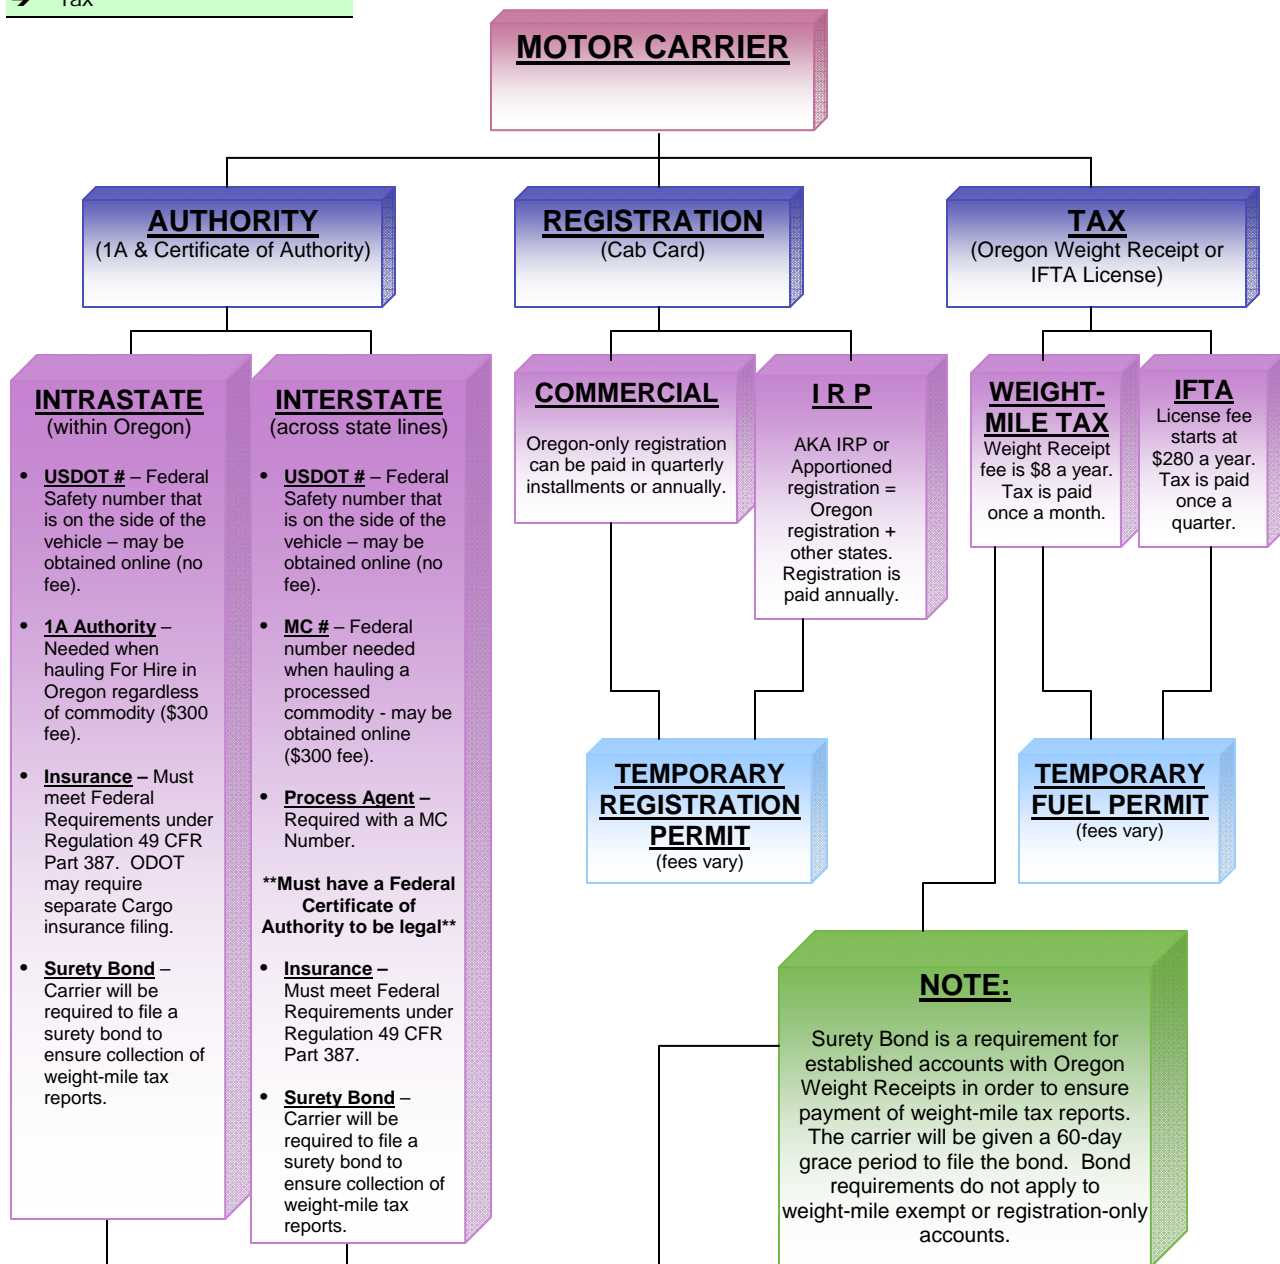 ➔ Tax
MOTOR CARRIER
AUTHORITY
(1A & Certificate of Authority)
REGISTRATION
(Cab Card)
TAX
(Oregon Weight Receipt or
IFTA License)
INTRASTATE
(within Oregon)
• USDOT # – Federal
Safety number that
is on the side of the
vehicle – may be
obtained online (no
fee).
• 1A Authority –
Needed when
hauling For Hire in
Oregon regardless
of commodity ($300
fee).
• Insurance – Must
meet Federal
Requirements under
Regulation 49 CFR
Part 387.  ODOT
may require
separate Cargo
insurance filing.
• Surety Bond –
Carrier will be
required to file a
surety bond to
ensure collection of
weight-mile tax
reports.
INTERSTATE
(across state lines)
• USDOT # – Federal
Safety number that
is on the side of the
vehicle – may be
obtained online (no
fee).
• MC # – Federal
number needed
when hauling a
processed
commodity - may be
obtained online
($300 fee).
• Process Agent –
Required with a MC
Number.
**Must have a Federal
Certificate of
Authority to be legal**
• Insurance –
Must meet Federal
Requirements under
Regulation 49 CFR
Part 387.
• Surety Bond –
Carrier will be
required to file a
surety bond to
ensure collection of
weight-mile tax
reports.
COMMERCIAL
Oregon-only registration
can be paid in quarterly
installments or annually.
I R P
AKA IRP or
Apportioned
registration =
Oregon
registration +
other states.
Registration is
paid annually.
WEIGHT-
MILE TAX
Weight Receipt
fee is $8 a year.
Tax is paid
once a month.
IFTA
License fee
starts at
$280 a year.
Tax is paid
once a
quarter.
TEMPORARY
REGISTRATION
PERMIT
(fees vary)
TEMPORARY
FUEL PERMIT
(fees vary)
NOTE:
Surety Bond is a requirement for
established accounts with Oregon
Weight Receipts in order to ensure
payment of weight-mile tax reports.
The carrier will be given a 60-day
grace period to file the bond.  Bond
requirements do not apply to
weight-mile exempt or registration-only
accounts.